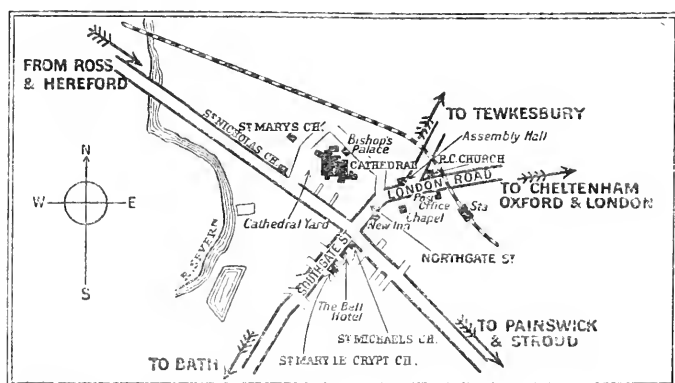 FROM ROSS
& HEREFORD
ST NICHOLAS CH.
ST MARYS CH.
Bishop's
Palace
CATHEDRAL
TO TEWKESBURY
Assembly Hall
R.C. CHURCH
LONDON ROAD
TO CHELTENHAM
OXFORD & LONDON
Post
Office
Sta
Chapel
New Inn
Cathedral Yard
NORTHGATE ST
SOUTHGATE ST
R. SEVERN
N
W
E
S
The Bell
Hotel
ST MICHAELS CH.
ST MARY LE CRYPT CH.
TO BATH
TO PAINSWICK
& STROUD